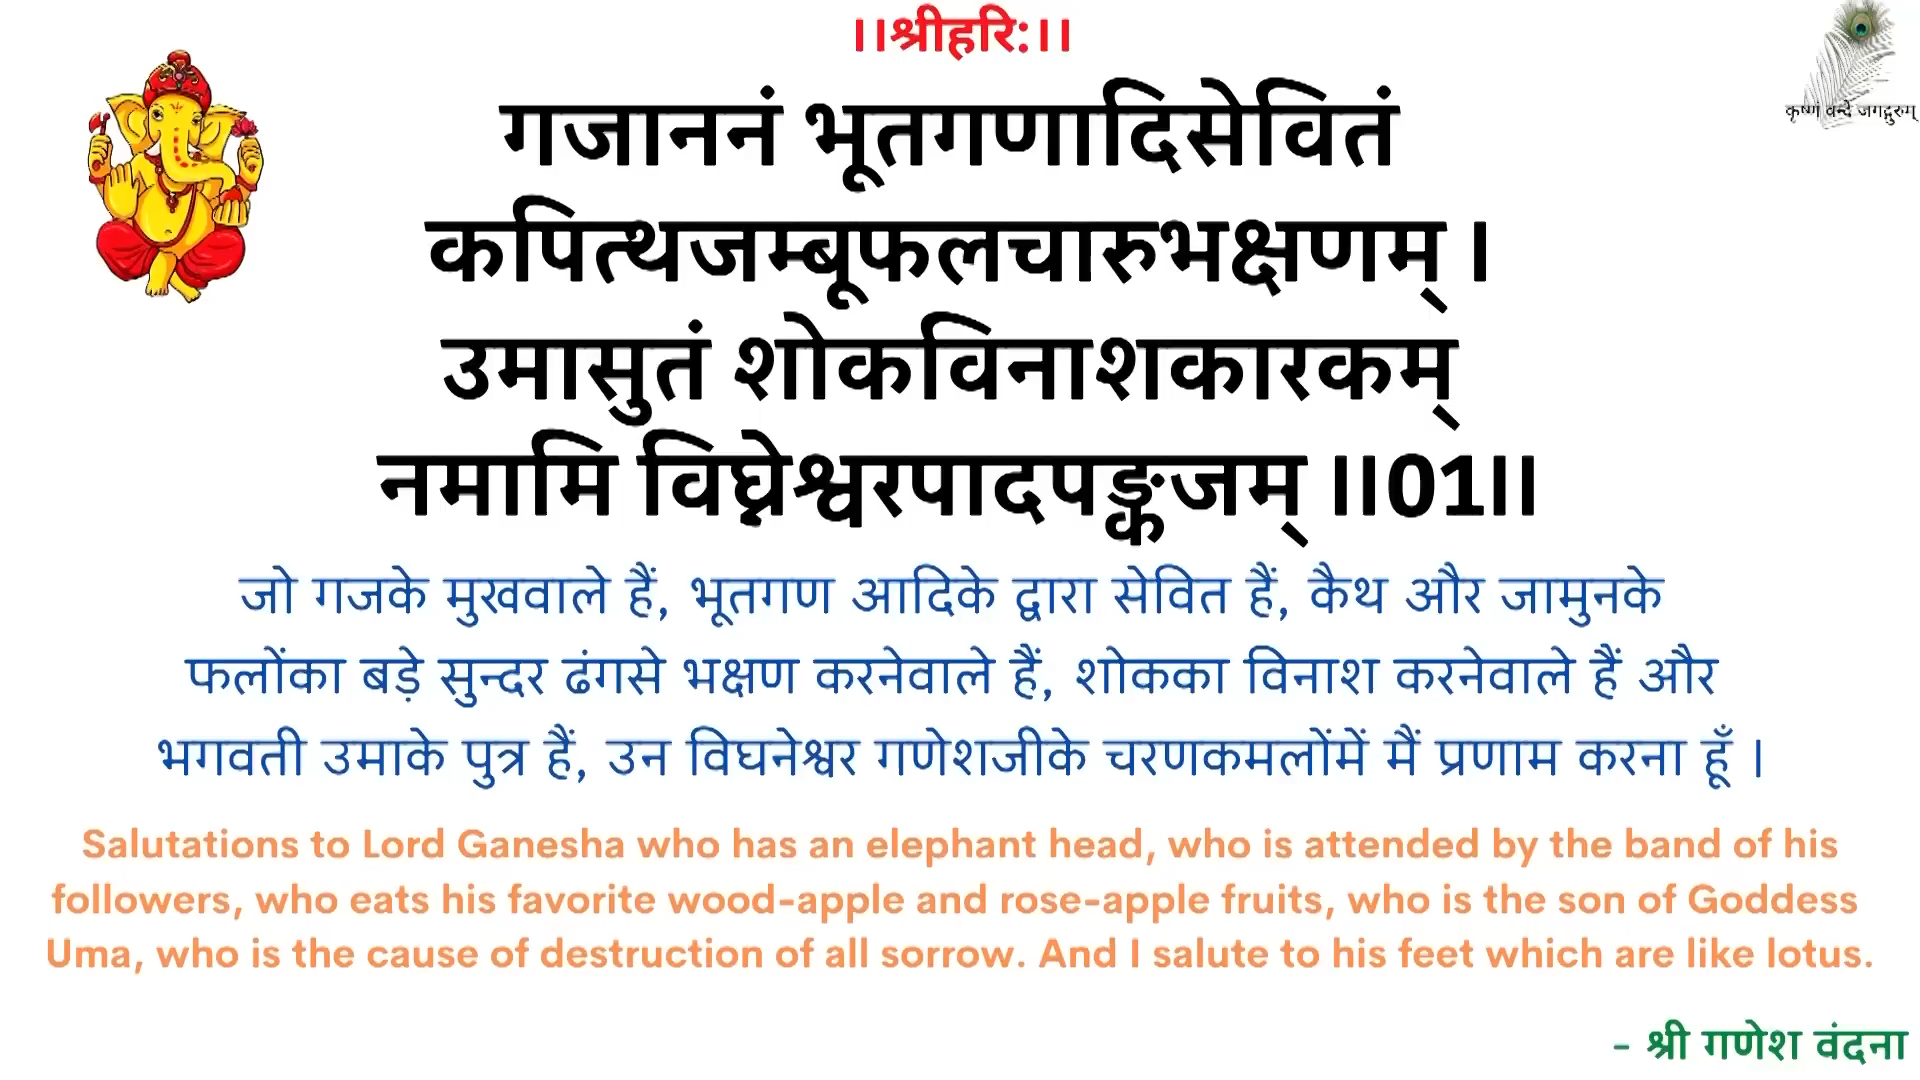 ।।श्रीहरि:।।
कृष्णं वन्दे जगद्गुरुम्
गजाननं भूतगणादिसेवितं
कपित्थजम्बूफलचारुभक्षणम् ।
उमासुतं शोकविनाशकारकम्
नमामि विघ्नेश्वरपादपङ्कजम् ।।01।।
जो गजके मुखवाले हैं, भूतगण आदिके द्वारा सेवित हैं, कैथ और जामुनके
फलोंका बड़े सुन्दर ढंगसे भक्षण करनेवाले हैं, शोकका विनाश करनेवाले हैं और
भगवती उमाके पुत्र हैं, उन विघनेश्वर गणेशजीके चरणकमलोंमें मैं प्रणाम करना हूँ ।
Salutations to Lord Ganesha who has an elephant head, who is attended by the band of his
followers, who eats his favorite wood-apple and rose-apple fruits, who is the son of Goddess
Uma, who is the cause of destruction of all sorrow. And I salute to his feet which are like lotus.
- श्री गणेश वंदना